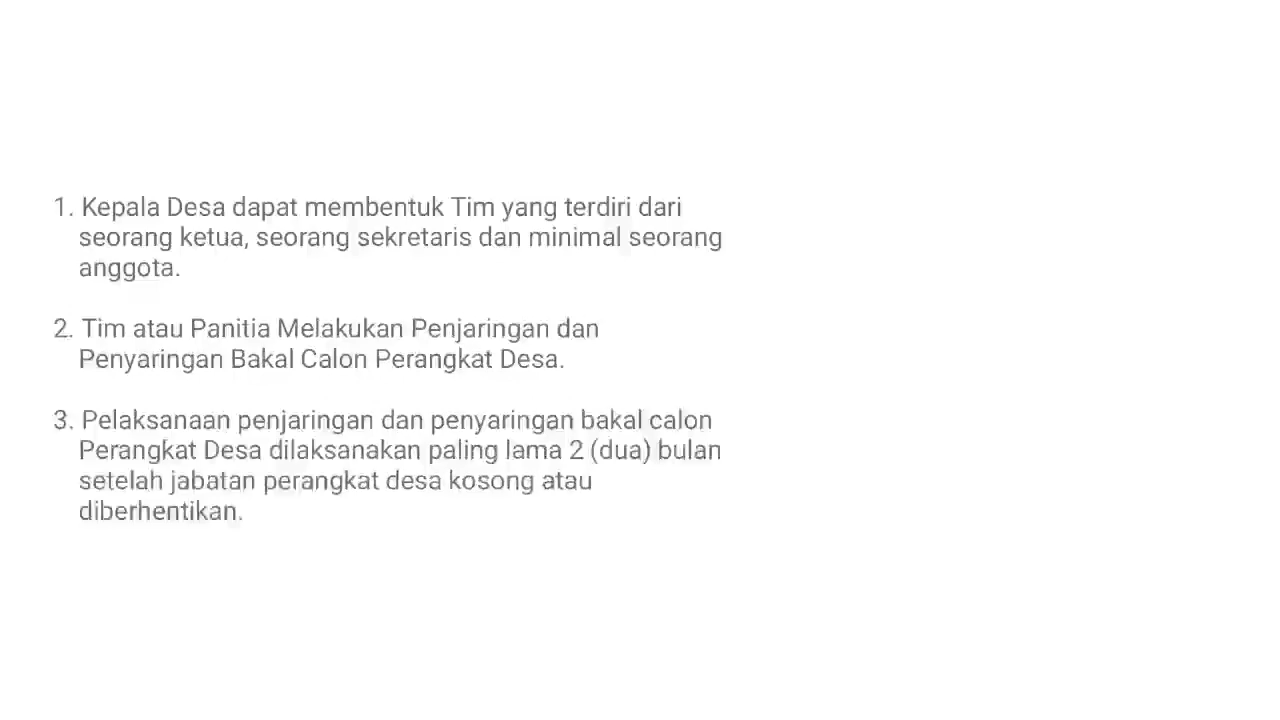 1. Kepala Desa dapat membentuk Tim yang terdiri dari
seorang ketua, seorang sekretaris dan minimal seorang
anggota.
2. Tim atau Panitia Melakukan Penjaringan dan
Penyaringan Bakal Calon Perangkat Desa.
3. Pelaksanaan penjaringan dan penyaringan bakal calon
Perangkat Desa dilaksanakan paling lama 2 (dua) bulan
setelah jabatan perangkat desa kosong atau
diberhentikan.